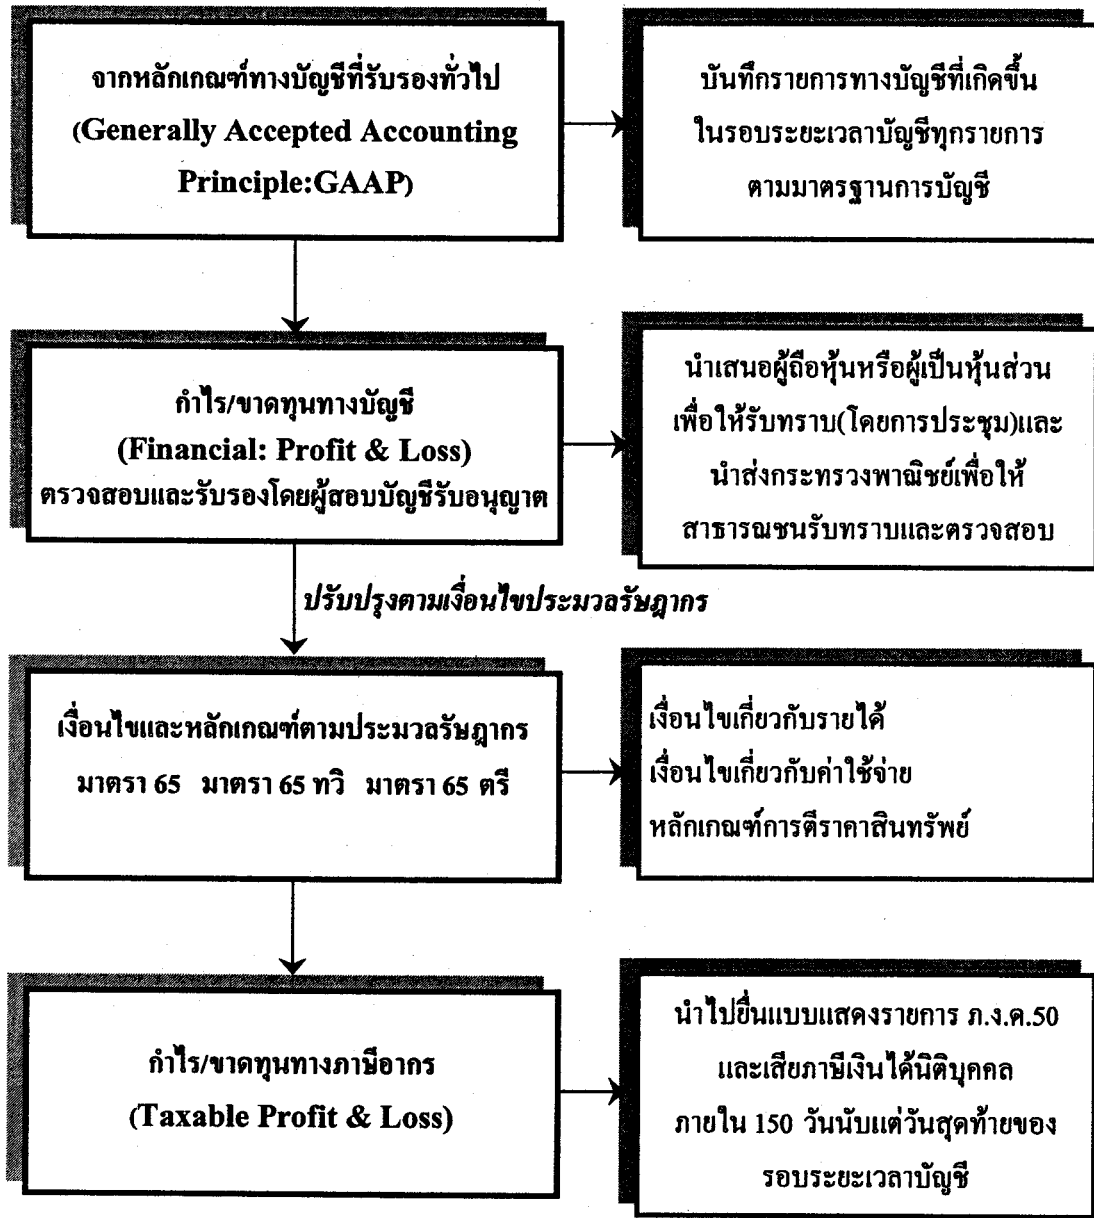 จากหลักเกณฑ์ทางบัญชีที่รับรองทั่วไป
(Generally Accepted Accounting
Principle:GAAP)
บันทึกรายการทางบัญชีที่เกิดขึ้น
ในรอบระยะเวลาบัญชีทุกรายการ
ตามมาตรฐานการบัญชี
กำไร/ขาดทุนทางบัญชี
(Financial: Profit & Loss)
ตรวจสอบและรับรองโดยผู้สอบบัญชีรับอนุญาต
นำเสนอผู้ถือหุ้นหรือผู้เป็นหุ้นส่วน
เพื่อให้รับทราบ(โดยการประชุม)และ
นำส่งกระทรวงพาณิชย์เพื่อให้
สาธารณชนรับทราบและตรวจสอบ
ปรับปรุงตามเงื่อนไขประมวลรัษฎากร
เงื่อนไขและหลักเกณฑ์ตามประมวลรัษฎากร
มาตรา 65 มาตรา 65 ทวิ มาตรา 65 ตรี
เงื่อนไขเกี่ยวกับรายได้
เงื่อนไขเกี่ยวกับค่าใช้จ่าย
หลักเกณฑ์การตีราคาสินทรัพย์
กำไร/ขาดทุนทางภาษีอากร
(Taxable Profit & Loss)
นำไปยื่นแบบแสดงรายการ ภ.ง.ด.50
และเสียภาษีเงินได้นิติบุคคล
ภายใน 150 วันนับแต่วันสุดท้ายของ
รอบระยะเวลาบัญชี